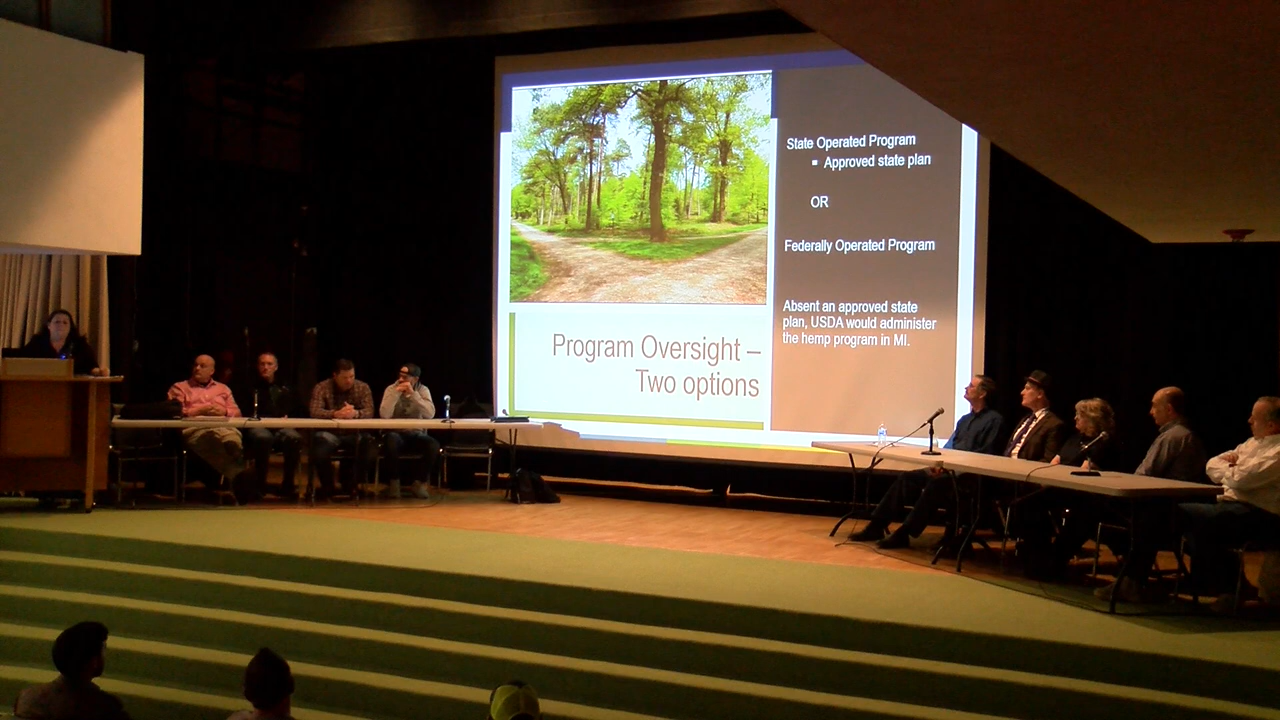 State Operated Program
▪ Approved state plan
OR
Federally Operated Program
Absent an approved state
plan, USDA would administer
the hemp program in MI.
Program Oversight –
Two options